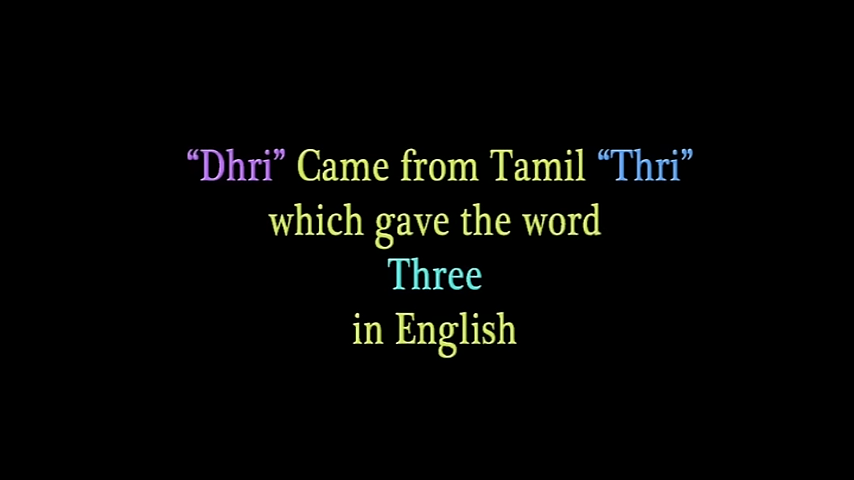 “Dhri” Came from Tamil “Thri”
which gave the word
Three
in English